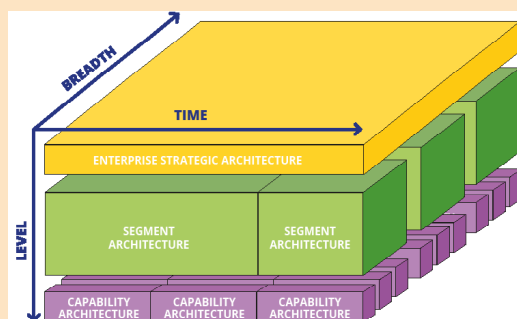 BREADTH
TIME
ENTERPRISE STRATEGIC ARCHITECTURE
LEVEL
SEGMENT
ARCHITECTURE
SEGMENT
ARCHITECTURE
CAPABILITY
ARCHITECTURE
CAPABILITY
ARCHITECTURE
CAPABILITY
ARCHITECTURE